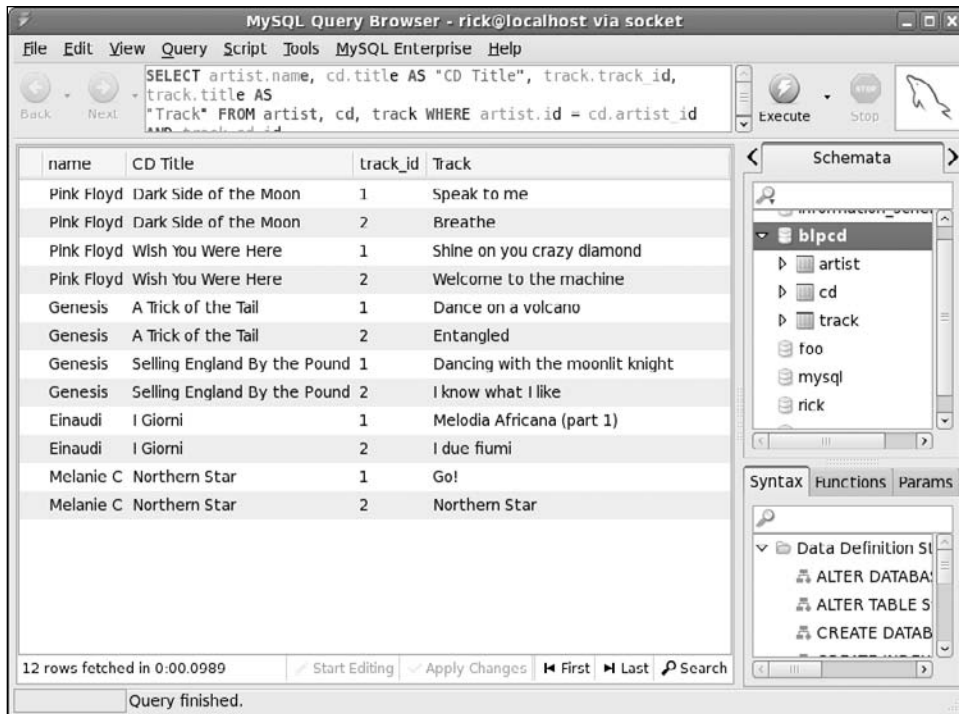 MySQL Query Browser - rick@localhost via socket
File Edit View Query Script Tools MySQL Enterprise Help
Back Next
SELECT artist.name, cd.title AS "CD Title", track.track_id,
track.title AS
"Track" FROM artist, cd, track WHERE artist.id = cd.artist_id
Execute STOP Stop
name CD Title track_id Track
Pink Floyd Dark Side of the Moon 1 Speak to me
Pink Floyd Dark Side of the Moon 2 Breathe
Pink Floyd Wish You Were Here 1 Shine on you crazy diamond
Pink Floyd Wish You Were Here 2 Welcome to the machine
Genesis A Trick of the Tail 1 Dance on a volcano
Genesis A Trick of the Tail 2 Entangled
Genesis Selling England By the Pound 1 Dancing with the moonlit knight
Genesis Selling England By the Pound 2 I know what I like
Einaudi I Giorni 1 Melodia Africana (part 1)
Einaudi I Giorni 2 I due fiumi
Melanie C Northern Star 1 Go!
Melanie C Northern Star 2 Northern Star
12 rows fetched in 0:00.0989 Start Editing Apply Changes First Last Search
Query finished.
Schemata
blpcd
artist
cd
track
foo
mysql
rick
Syntax Functions Params
Data Definition St
ALTER DATABA
ALTER TABLE S
CREATE DATAB